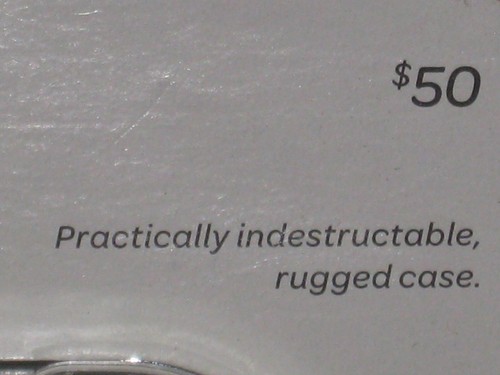 $50
Practically indestructable,
rugged case.